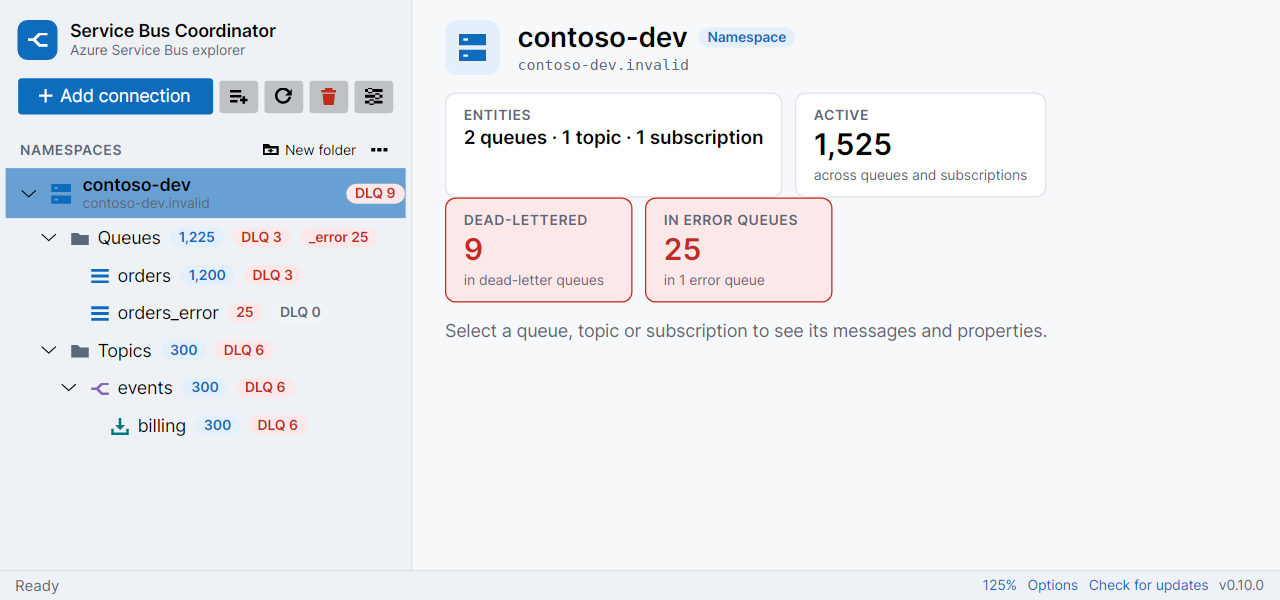 Service Bus Coordinator
Azure Service Bus explorer
+ Add connection
NAMESPACES
New folder
contoso-dev
contoso-dev.invalid
DLQ 9
Queues 1,225 DLQ 3 _error 25
orders 1,200 DLQ 3
orders_error 25 DLQ 0
Topics 300 DLQ 6
events 300 DLQ 6
billing 300 DLQ 6
contoso-dev Namespace
contoso-dev.invalid
ENTITIES
2 queues · 1 topic · 1 subscription
ACTIVE
1,525
across queues and subscriptions
DEAD-LETTERED
9
in dead-letter queues
IN ERROR QUEUES
25
in 1 error queue
Select a queue, topic or subscription to see its messages and properties.
Ready
125% Options Check for updates v0.10.0